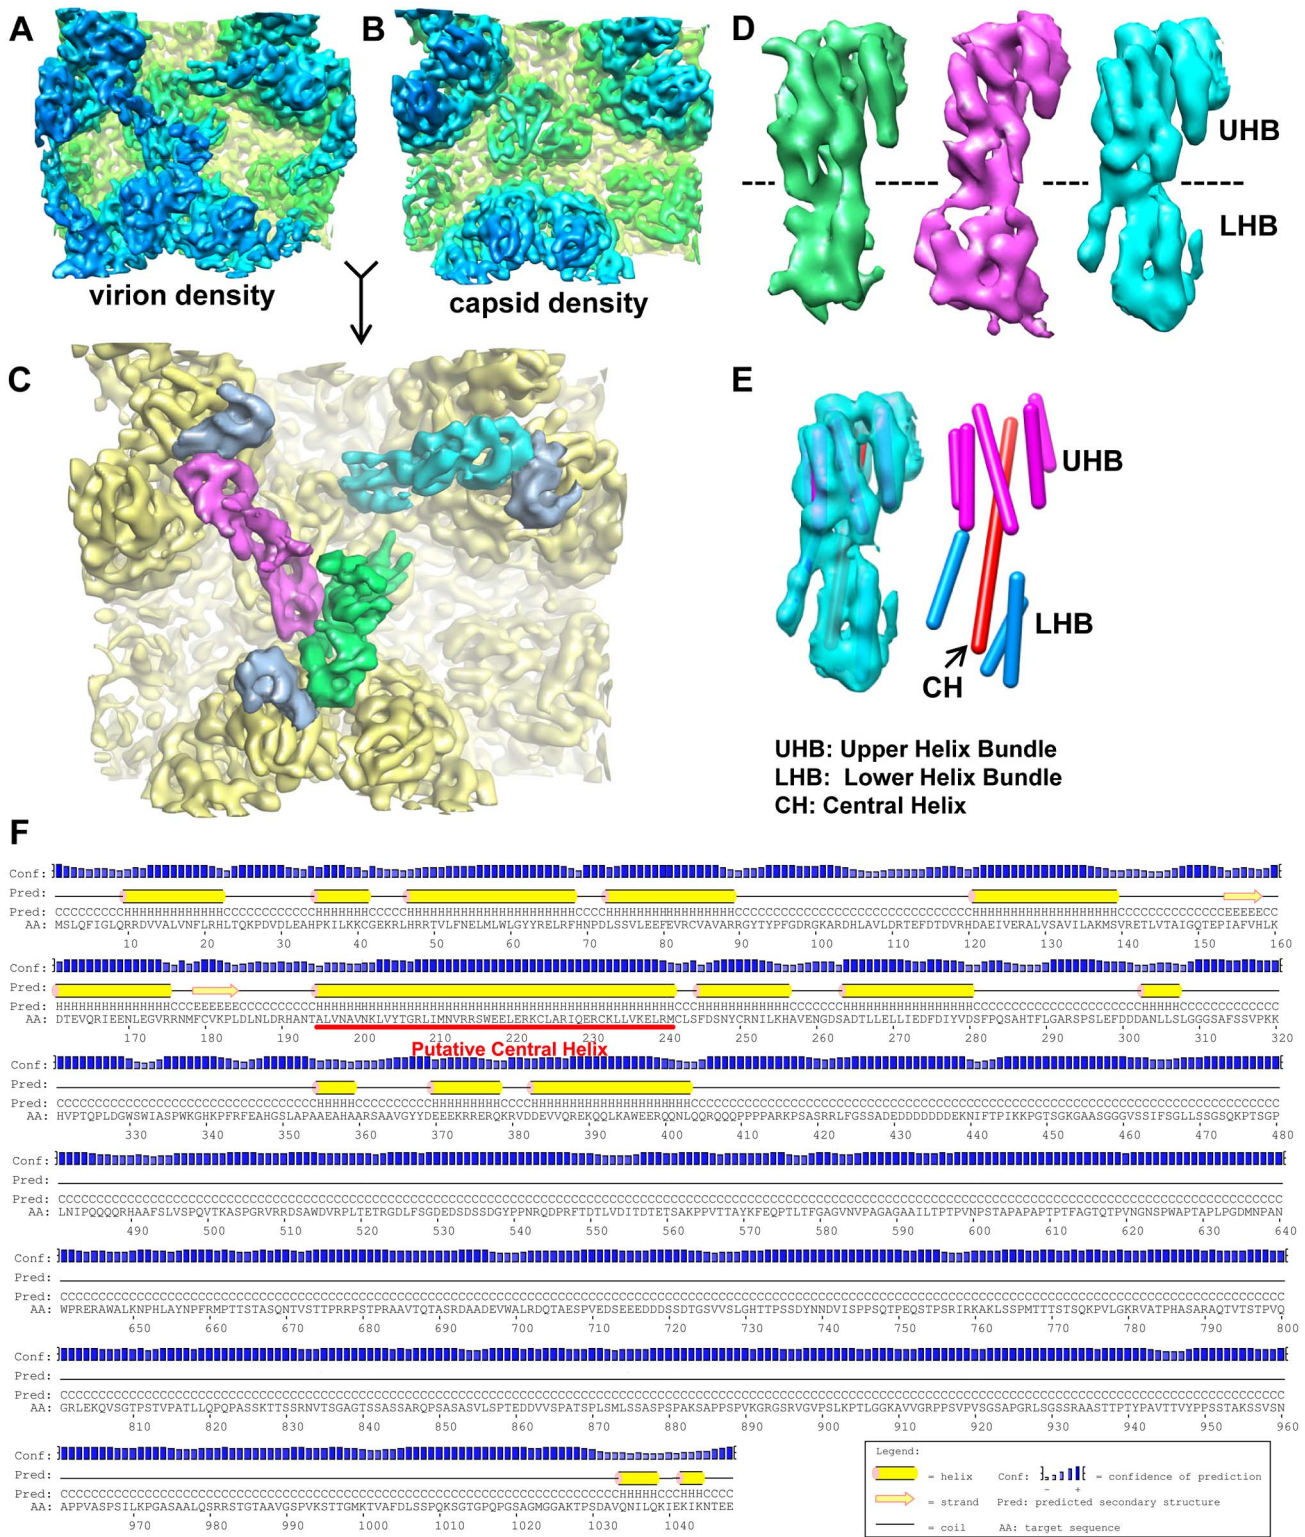 A
B
D
UHB
LHB
virion density
capsid density
C
E
UHB
LHB
CH
UHB: Upper Helix Bundle
LHB: Lower Helix Bundle
CH: Central Helix
F
Conf:
Pred:
Pred:
AA: MSLQFIGLQRRDVVALVNFLRHLTQKPDVDLEAHPKILKKCGEKRLHRRTVLFNELMLWLGYYRELRFHNPDLSSVLEEFEVRCVAVARRGYTYPFGDRGKARDHLAVLDRTEFDTDVRHDAEIVERALVSAVILAKMSVRETLVTAIGQTEPIAFVHLK
10 20 30 40 50 60 70 80 90 100 110 120 130 140 150 160
Conf:
Pred:
Pred:
AA: DTEVQRIEENLEGVRRNMFCVKPLDLNLDRHANTALVNAVNKLVYTGRLIMNVRRSWEELERKCLARIQERCKLLVKELRMCLSFDSNYCRNILKHAVENGDSADTLLELLIEDFDIYVDSFPQSAHTFLGARSPSLEFDDDANLLSLGGGSAFSSVPKK
170 180 190 200 210 220 230 240 250 260 270 280 290 300 310 320
Putative Central Helix
Conf:
Pred:
Pred:
AA: HVPTQPLDGWSWIASPWKGHKPFRFEAHGSLAPAAEAHAARSAAVGYYDEEEKRRERQKRVDDEVVQREKQQLKAWEERQQNLQQRQQQPPPPARKPSASRRLFGSSADEDDDDDDDEKNIFTPIKKPGTSGKGAASGGGVSSIFSGLLSSGSQKPTSGP
330 340 350 360 370 380 390 400 410 420 430 440 450 460 470 480
Conf:
Pred:
Pred:
AA: LNIPQQQQRHAAFSLVSPQVTKASPGRVRRDSAWDVRPLTETRGDLFSGDEDSDSSDGYPPNRQDPRFTDTLVDITDTETSAKPPVTTAYKFEQPTLTFGAGVNVPAGAGAAILTPTPVNPSTAPAPAPTPTFAGTQTPVNGNSPWAPTAPLPGDMNPAN
490 500 510 520 530 540 550 560 570 580 590 600 610 620 630 640
Conf:
Pred:
Pred:
AA: WPRERAWALKNPHLAYNPFRMPTTSTASQNTVSTTPRRPSTPRAAVTQTASRDAADEVWALRDQTAESPVEDSEEEDDDSSDTGSVVSLGHTTPSSDYNNDVISPPSQTPEQSTPSRIRKAKLSSPMTTTSTSQKPVLGKRVATPHASARAQTVTSTPVQ
650 660 670 680 690 700 710 720 730 740 750 760 770 780 790 800
Conf:
Pred:
Pred:
AA: GRLEKQVSGTPSTVPATLLQPQPASSKTTSSRNVTSGAGTSSASSARQPSASASVLSPTEDDVVSPATSPLSMLSSASPSPAKSAPPSPVKGRGSRVGVPSLKPTLGGKAVVGRPPSVPVSGSAPGRLSGSSRAASTTPTYPAVTTVYPPSSTAKSSVSN
810 820 830 840 850 860 870 880 890 900 910 920 930 940 950 960
Conf:
Pred:
Pred:
AA: APPVASPSILKPGASAALQSRRSTGTAAVGSPVKSTTGMKTVAFDLSSPQKSGTGPQPGSAGMGGAKTPSDAVQNILQKIEKIKNTEE
970 980 990 1000 1010 1020 1030 1040
Legend:
= helix Conf: = confidence of prediction
- +
= strand Pred: predicted secondary structure
= coil AA: target sequence